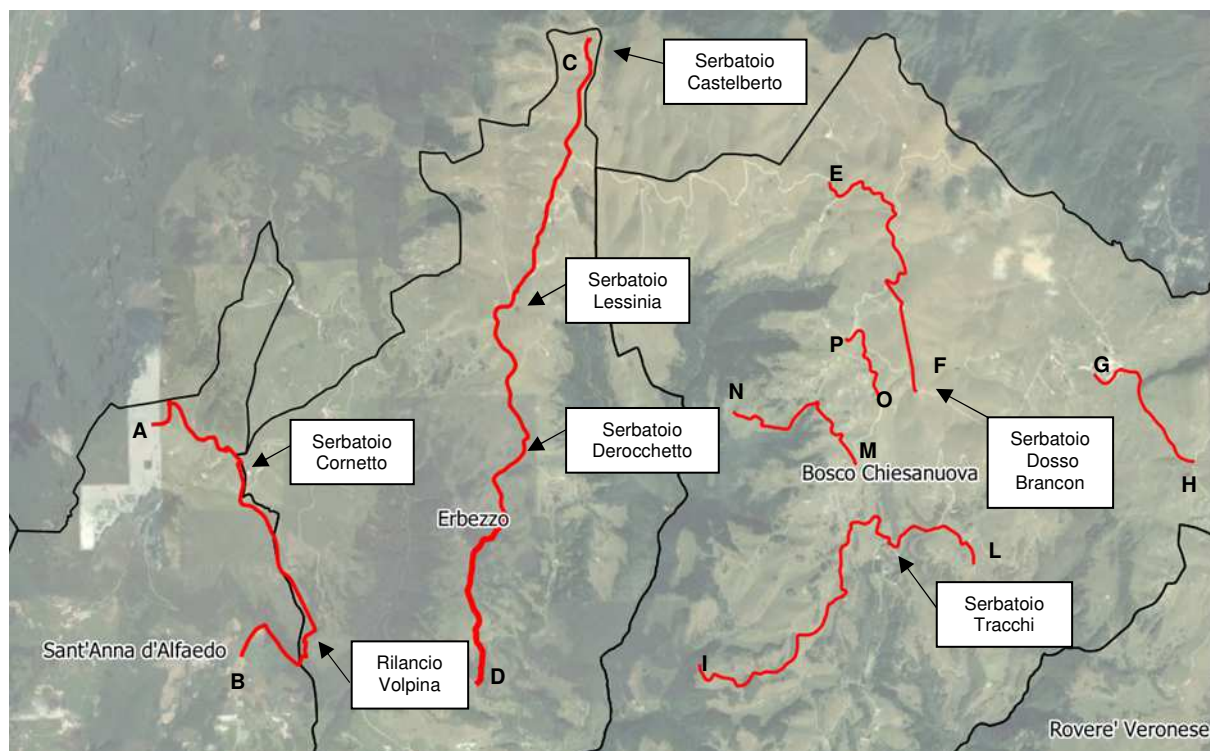 C
Serbatoio
Castelberto
E
Serbatoio
Lessinia
P
F
G
N
O
A
Serbatoio
Cornetto
Serbatoio
Derocchetto
M
Serbatoio
Dosso
Brancon
Bosco Chiesanuova
H
Erbezzo
L
Serbatoio
Tracchi
Sant'Anna d'Alfaedo
B
Rilancio
Volpina
D
I
Rovere' Veronese